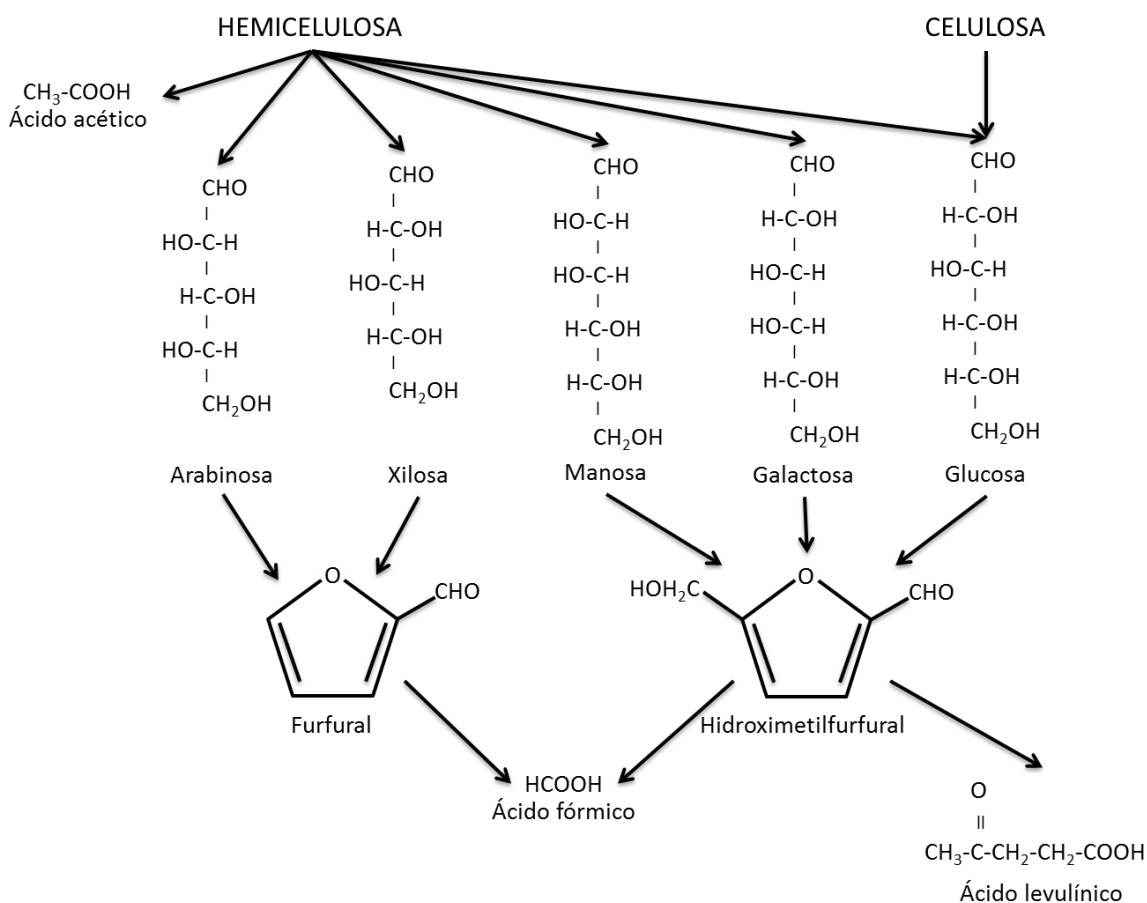 HEMICELULOSA
CELULOSA
CH₃-COOH
Ácido acético
CHO
HO-C-H
H-C-OH
HO-C-H
CH₂OH
Arabinosa
CHO
H-C-OH
HO-C-H
H-C-OH
CH₂OH
Xilosa
CHO
HO-C-H
HO-C-H
H-C-OH
H-C-OH
CH₂OH
Manosa
CHO
H-C-OH
HO-C-H
HO-C-H
H-C-OH
CH₂OH
Galactosa
CHO
H-C-OH
HO-C-H
H-C-OH
H-C-OH
CH₂OH
Glucosa
O
CHO
Furfural
O
HOH₂C
CHO
Hidroximetilfurfural
HCOOH
Ácido fórmico
O
=
CH₃-C-CH₂-CH₂-COOH
Ácido levulínico